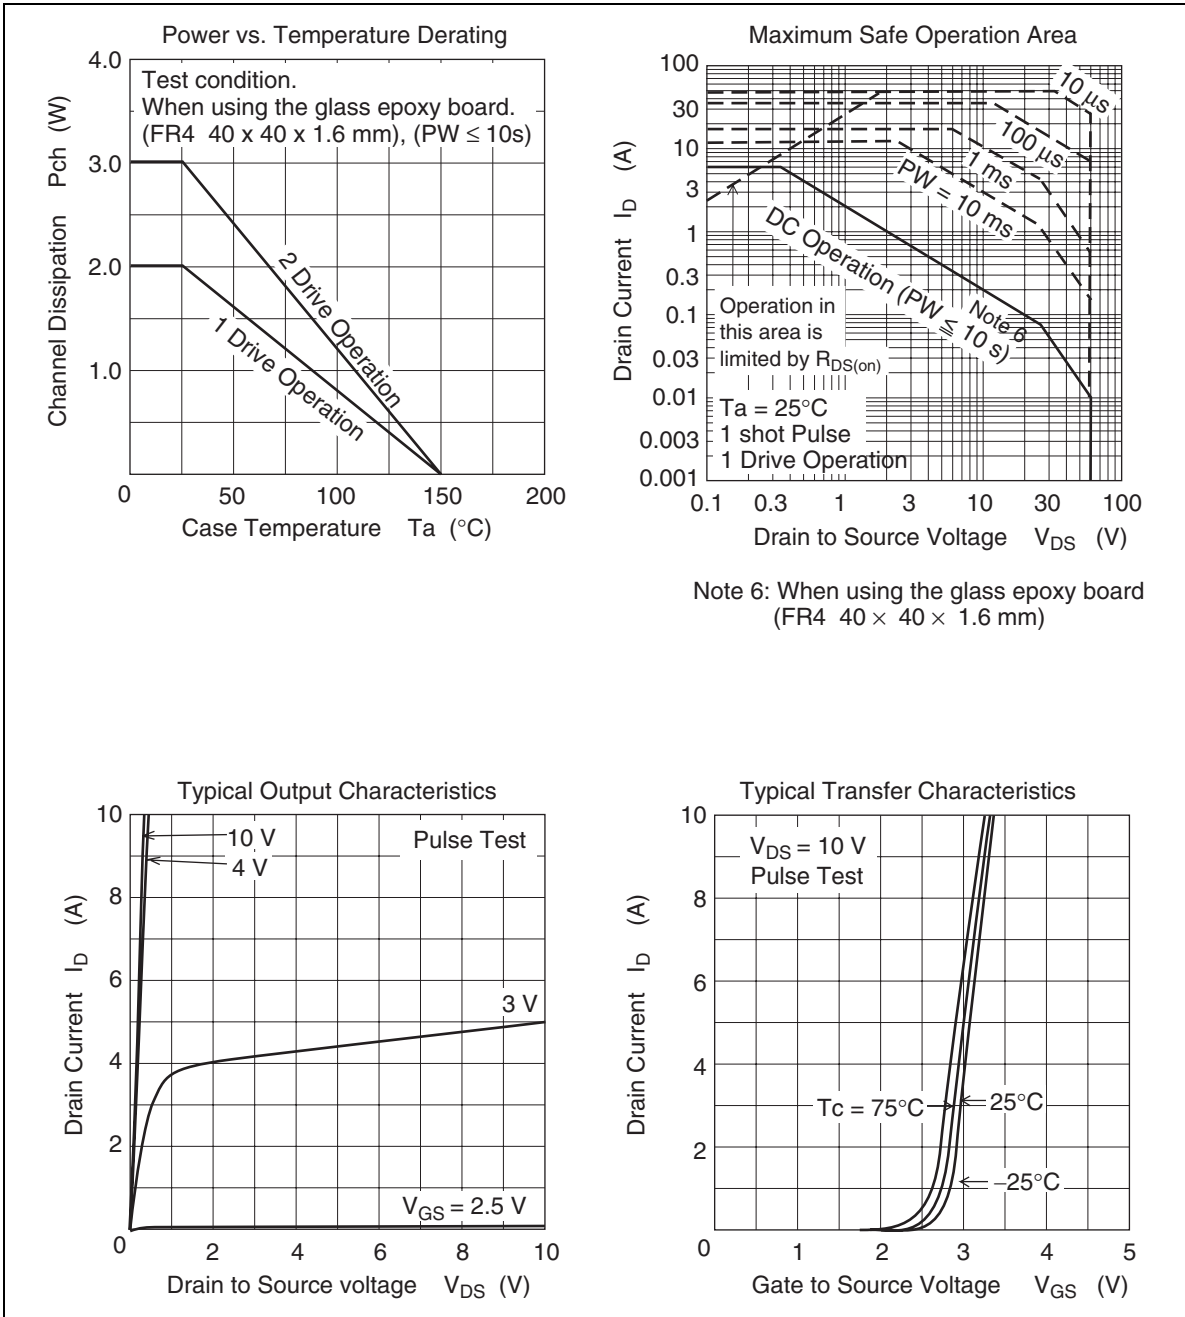 Power vs. Temperature Derating
Channel Dissipation Pch (W)
4.0
3.0
2.0
1.0
Test condition.
When using the glass epoxy board.
(FR4 40 x 40 x 1.6 mm), (PW ≤ 10s)
2 Drive Operation
1 Drive Operation
0 50 100 150 200
Case Temperature Ta (°C)
Maximum Safe Operation Area
Drain Current ID (A)
100
30
10
3
1
0.3
0.1
0.03
0.01
0.003
0.001
10 μs
100 μs
1 ms
PW = 10 ms
DC Operation (PW ≦ 10 s)
Note 6
Operation in
this area is
limited by RDS(on)
Ta = 25°C
1 shot Pulse
1 Drive Operation
0.1 0.3 1 3 10 30 100
Drain to Source Voltage VDS (V)
Note 6: When using the glass epoxy board
(FR4 40 × 40 × 1.6 mm)
Typical Output Characteristics
Drain Current ID (A)
10
8
6
4
2
10 V
4 V
Pulse Test
3 V
VGS = 2.5 V
0 2 4 6 8 10
Drain to Source voltage VDS (V)
Typical Transfer Characteristics
Drain Current ID (A)
10
8
6
4
2
VDS = 10 V
Pulse Test
Tc = 75°C
25°C
–25°C
0 1 2 3 4 5
Gate to Source Voltage VGS (V)